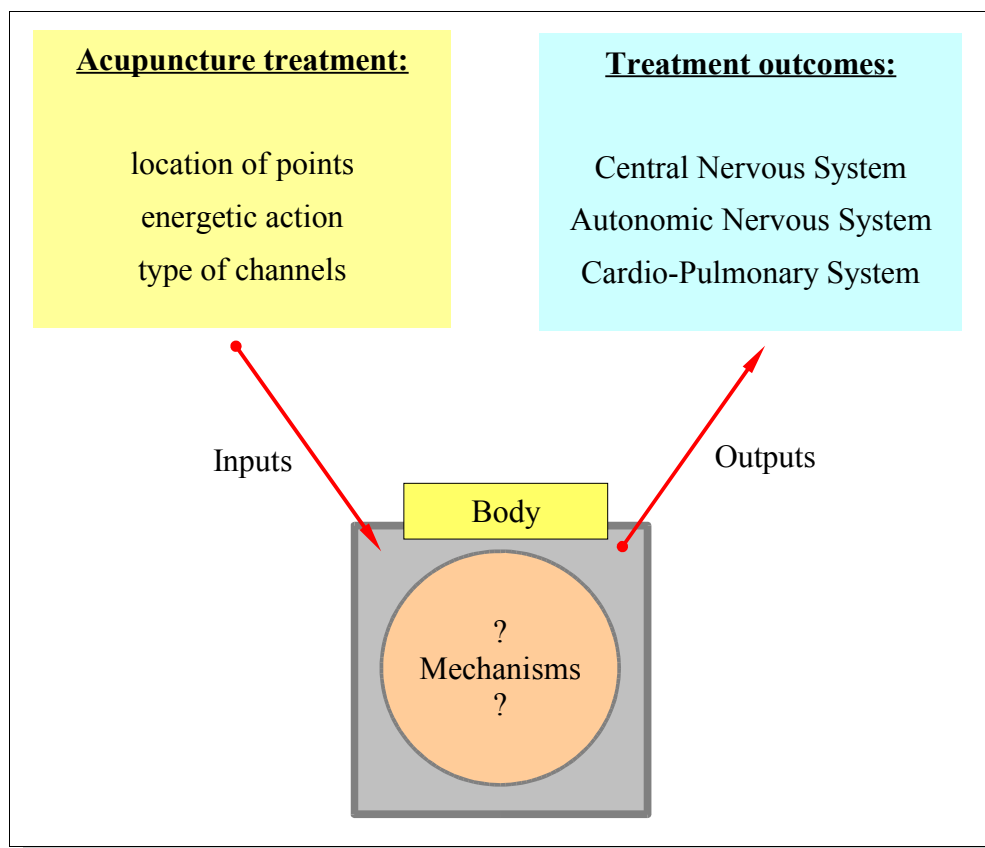 Acupuncture treatment:
location of points
energetic action
type of channels
Treatment outcomes:
Central Nervous System
Autonomic Nervous System
Cardio-Pulmonary System
Inputs
Outputs
Body
?
Mechanisms
?